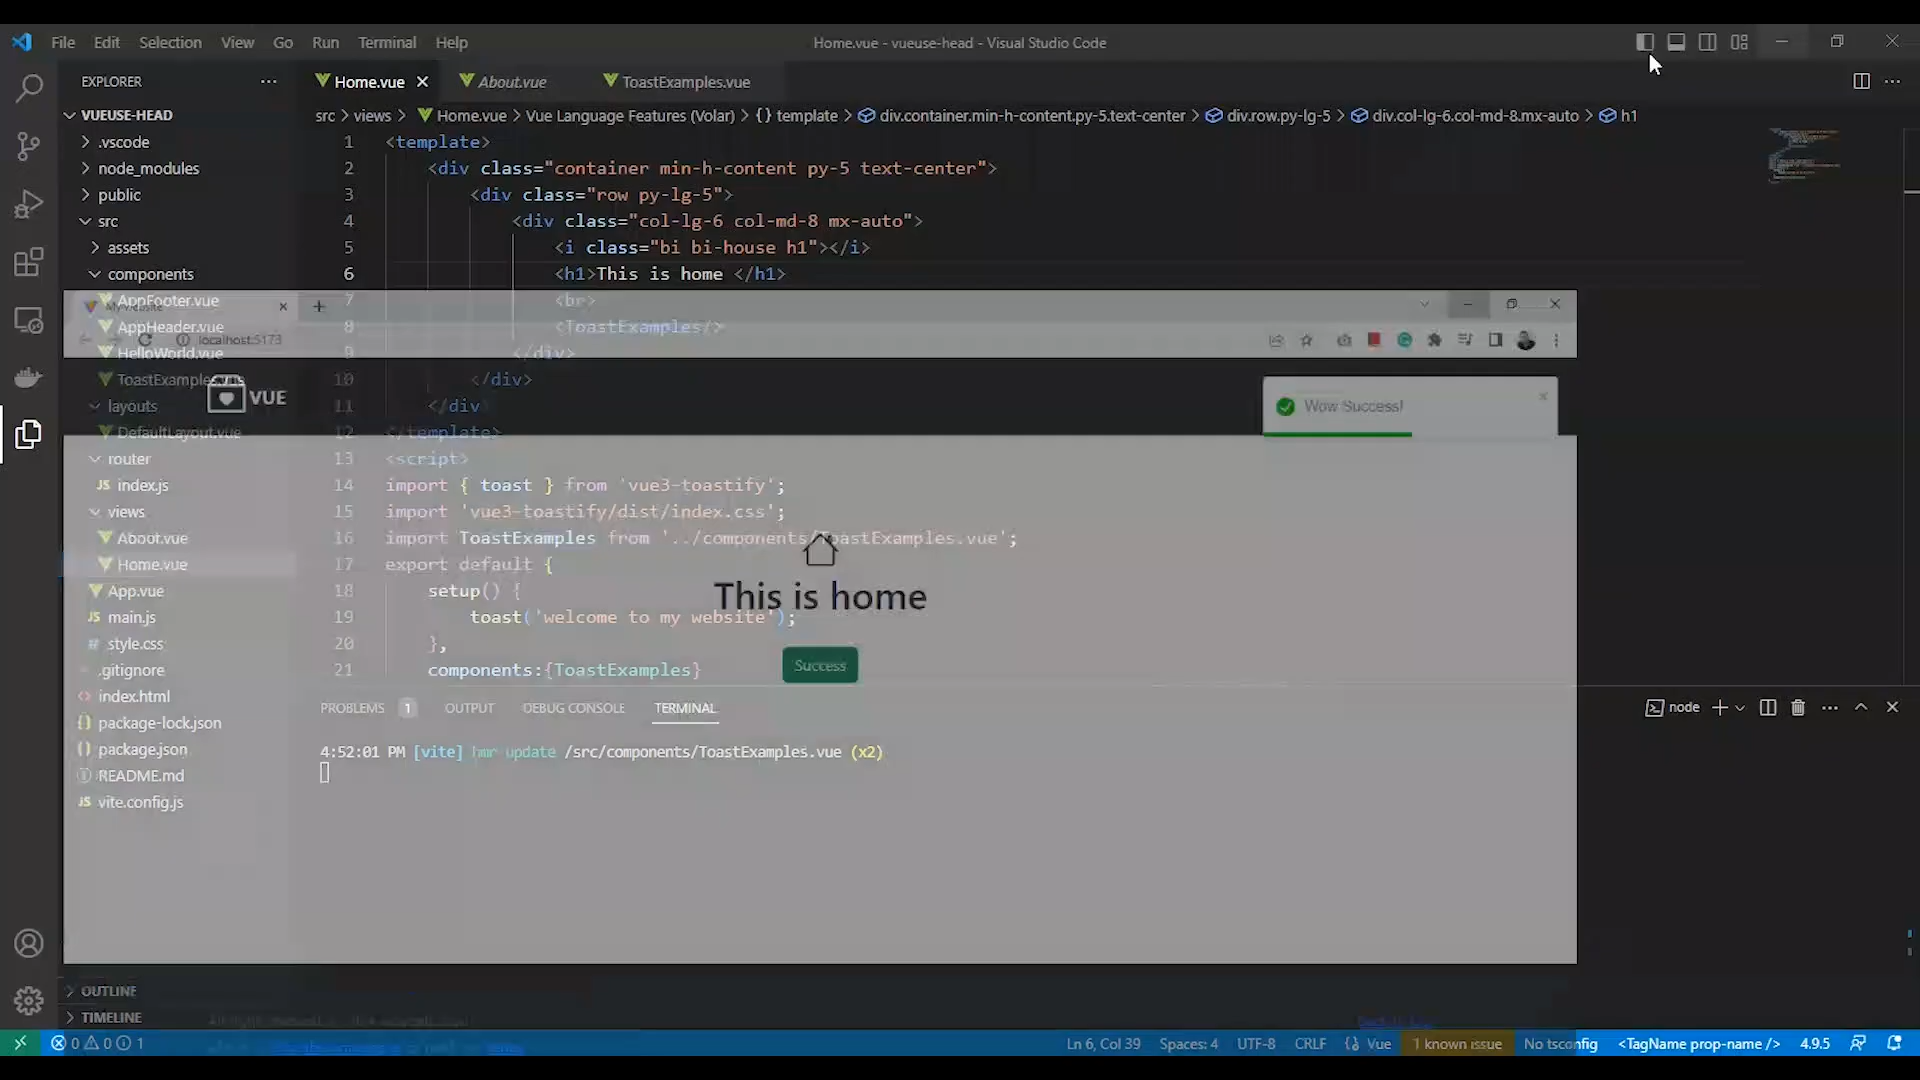 File Edit Selection View Go Run Terminal Help
Home.vue - vueuse-head - Visual Studio Code
EXPLORER
Home.vue
About.vue
ToastExamples.vue
VUEUSE-HEAD
src > views > Home.vue > Vue Language Features (Volar) > {} template > div.container.min-h-content.py-5.text-center > div.row.py-lg-5 > div.col-lg-6.col-md-8.mx-auto > h1
.vscode
node_modules
public
src
assets
components
AppFooter.vue
AppHeader.vue
HelloWorld.vue
ToastExamples.vue
layouts
DefaultLayout.vue
router
JS index.js
views
About.vue
Home.vue
App.vue
JS main.js
# style.css
.gitignore
<> index.html
{} package-lock.json
{} package.json
README.md
JS vite.config.js
OUTLINE
TIMELINE
1 <template>
2 <div class="container min-h-content py-5 text-center">
3 <div class="row py-lg-5">
4 <div class="col-lg-6 col-md-8 mx-auto">
5 <i class="bi bi-house h1"></i>
6 <h1>This is home </h1>
7 <br>
8 <ToastExamples/>
9 </div>
10 </div>
11 </div>
12 </template>
13 <script>
14 import { toast } from 'vue3-toastify';
15 import 'vue3-toastify/dist/index.css';
16 import ToastExamples from '../components/ToastExamples.vue';
17 export default {
18 setup() {
19 toast('welcome to my website');
20 },
21 components:{ToastExamples}
localhost:5173
VUE
Wow Success!
This is home
Success
PROBLEMS 1 OUTPUT DEBUG CONSOLE TERMINAL
node
4:52:01 PM [vite] hmr update /src/components/ToastExamples.vue (x2)
0 0 1
Ln 6, Col 39 Spaces: 4 UTF-8 CRLF Vue 1 known issue No tsconfig <TagName prop-name /> 4.9.5